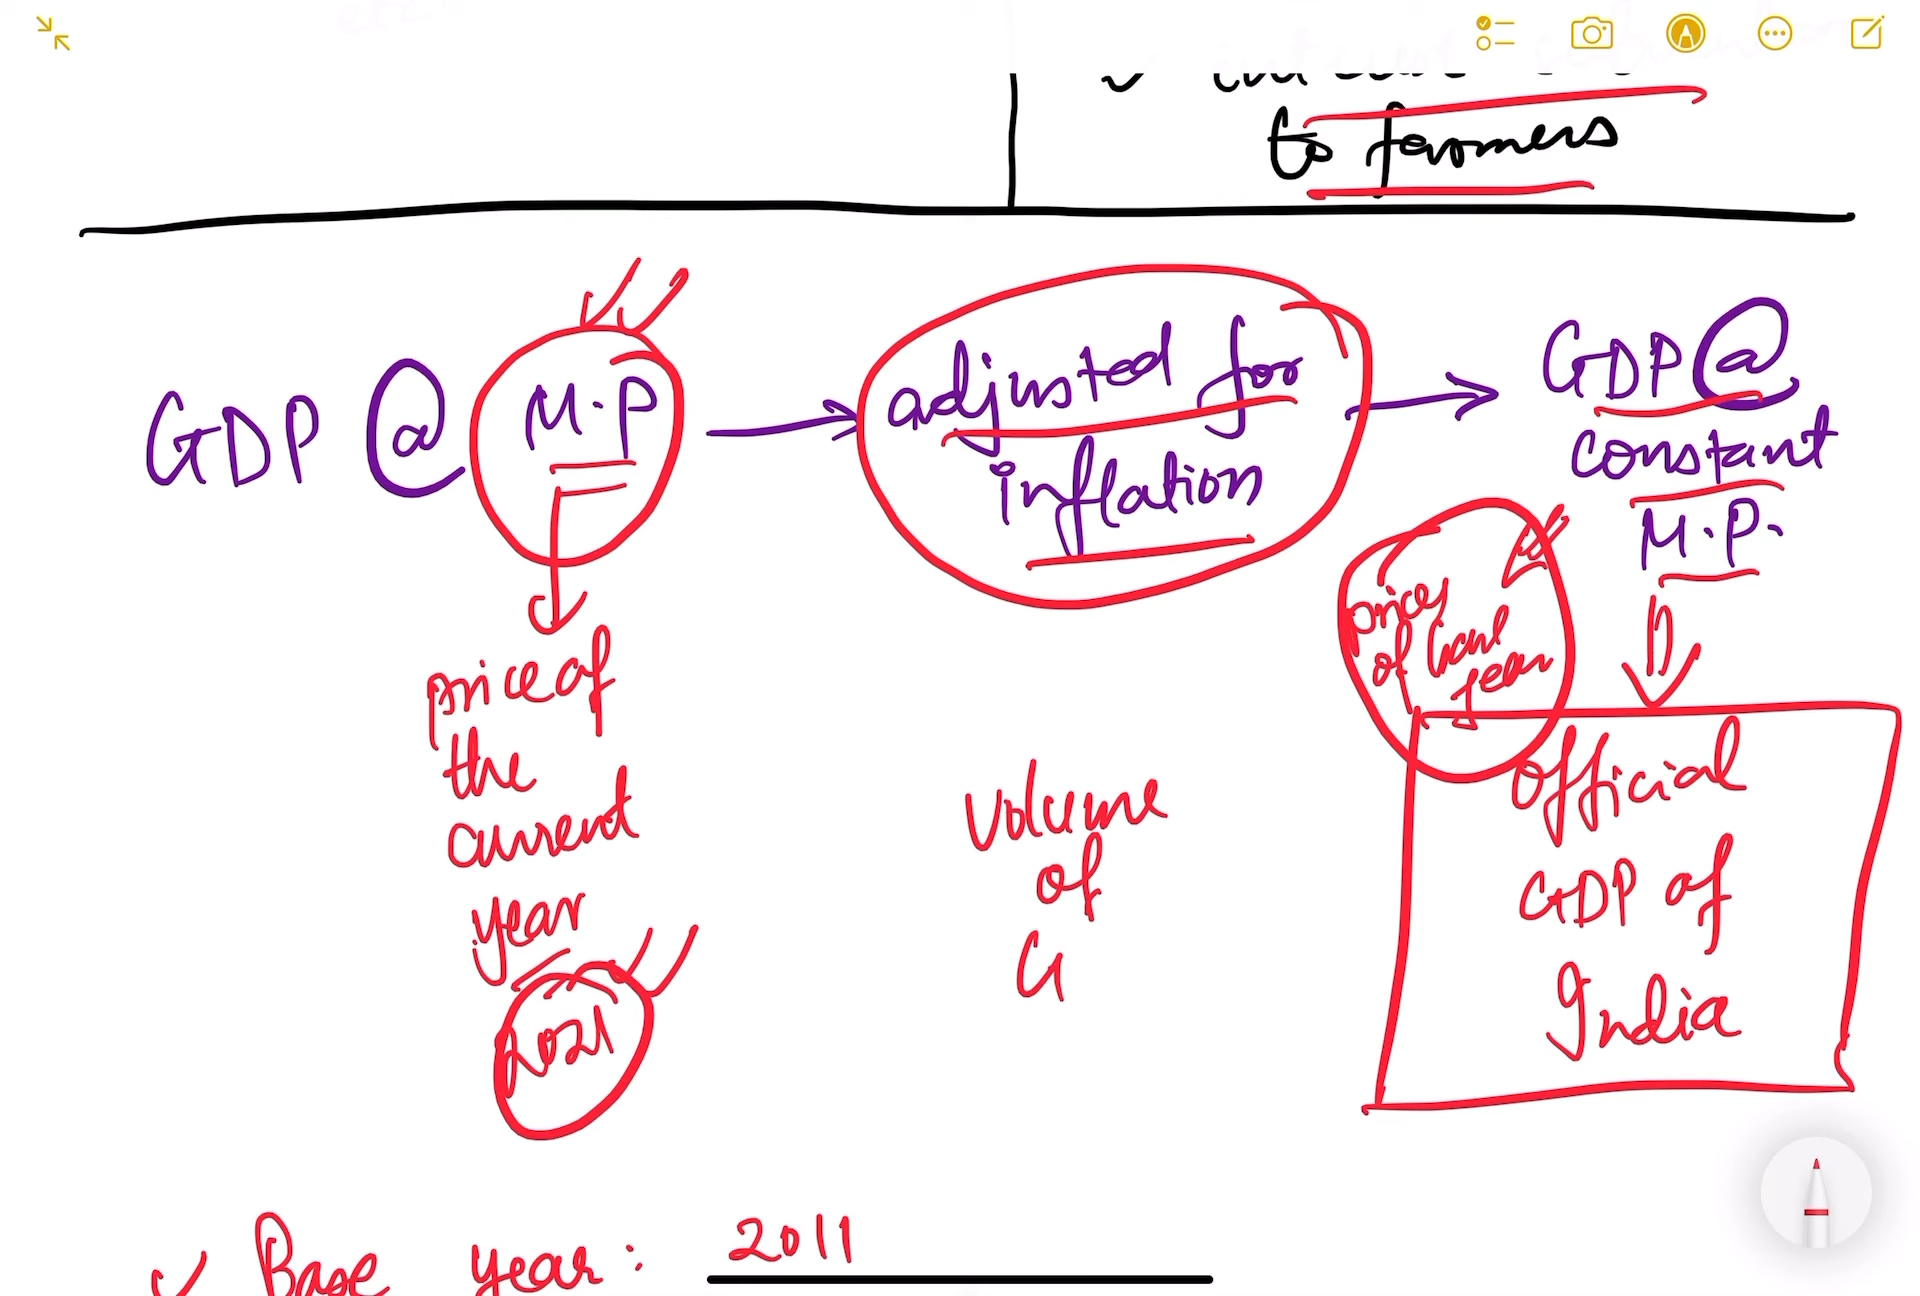 to farmers
GDP @ M.P
adjusted for
inflation
GDP @
constant
M.P.
price of
the
current
year
2021
Volume
of
G
prices
of base
year
Official
GDP of
India
✓ Base year: 2011